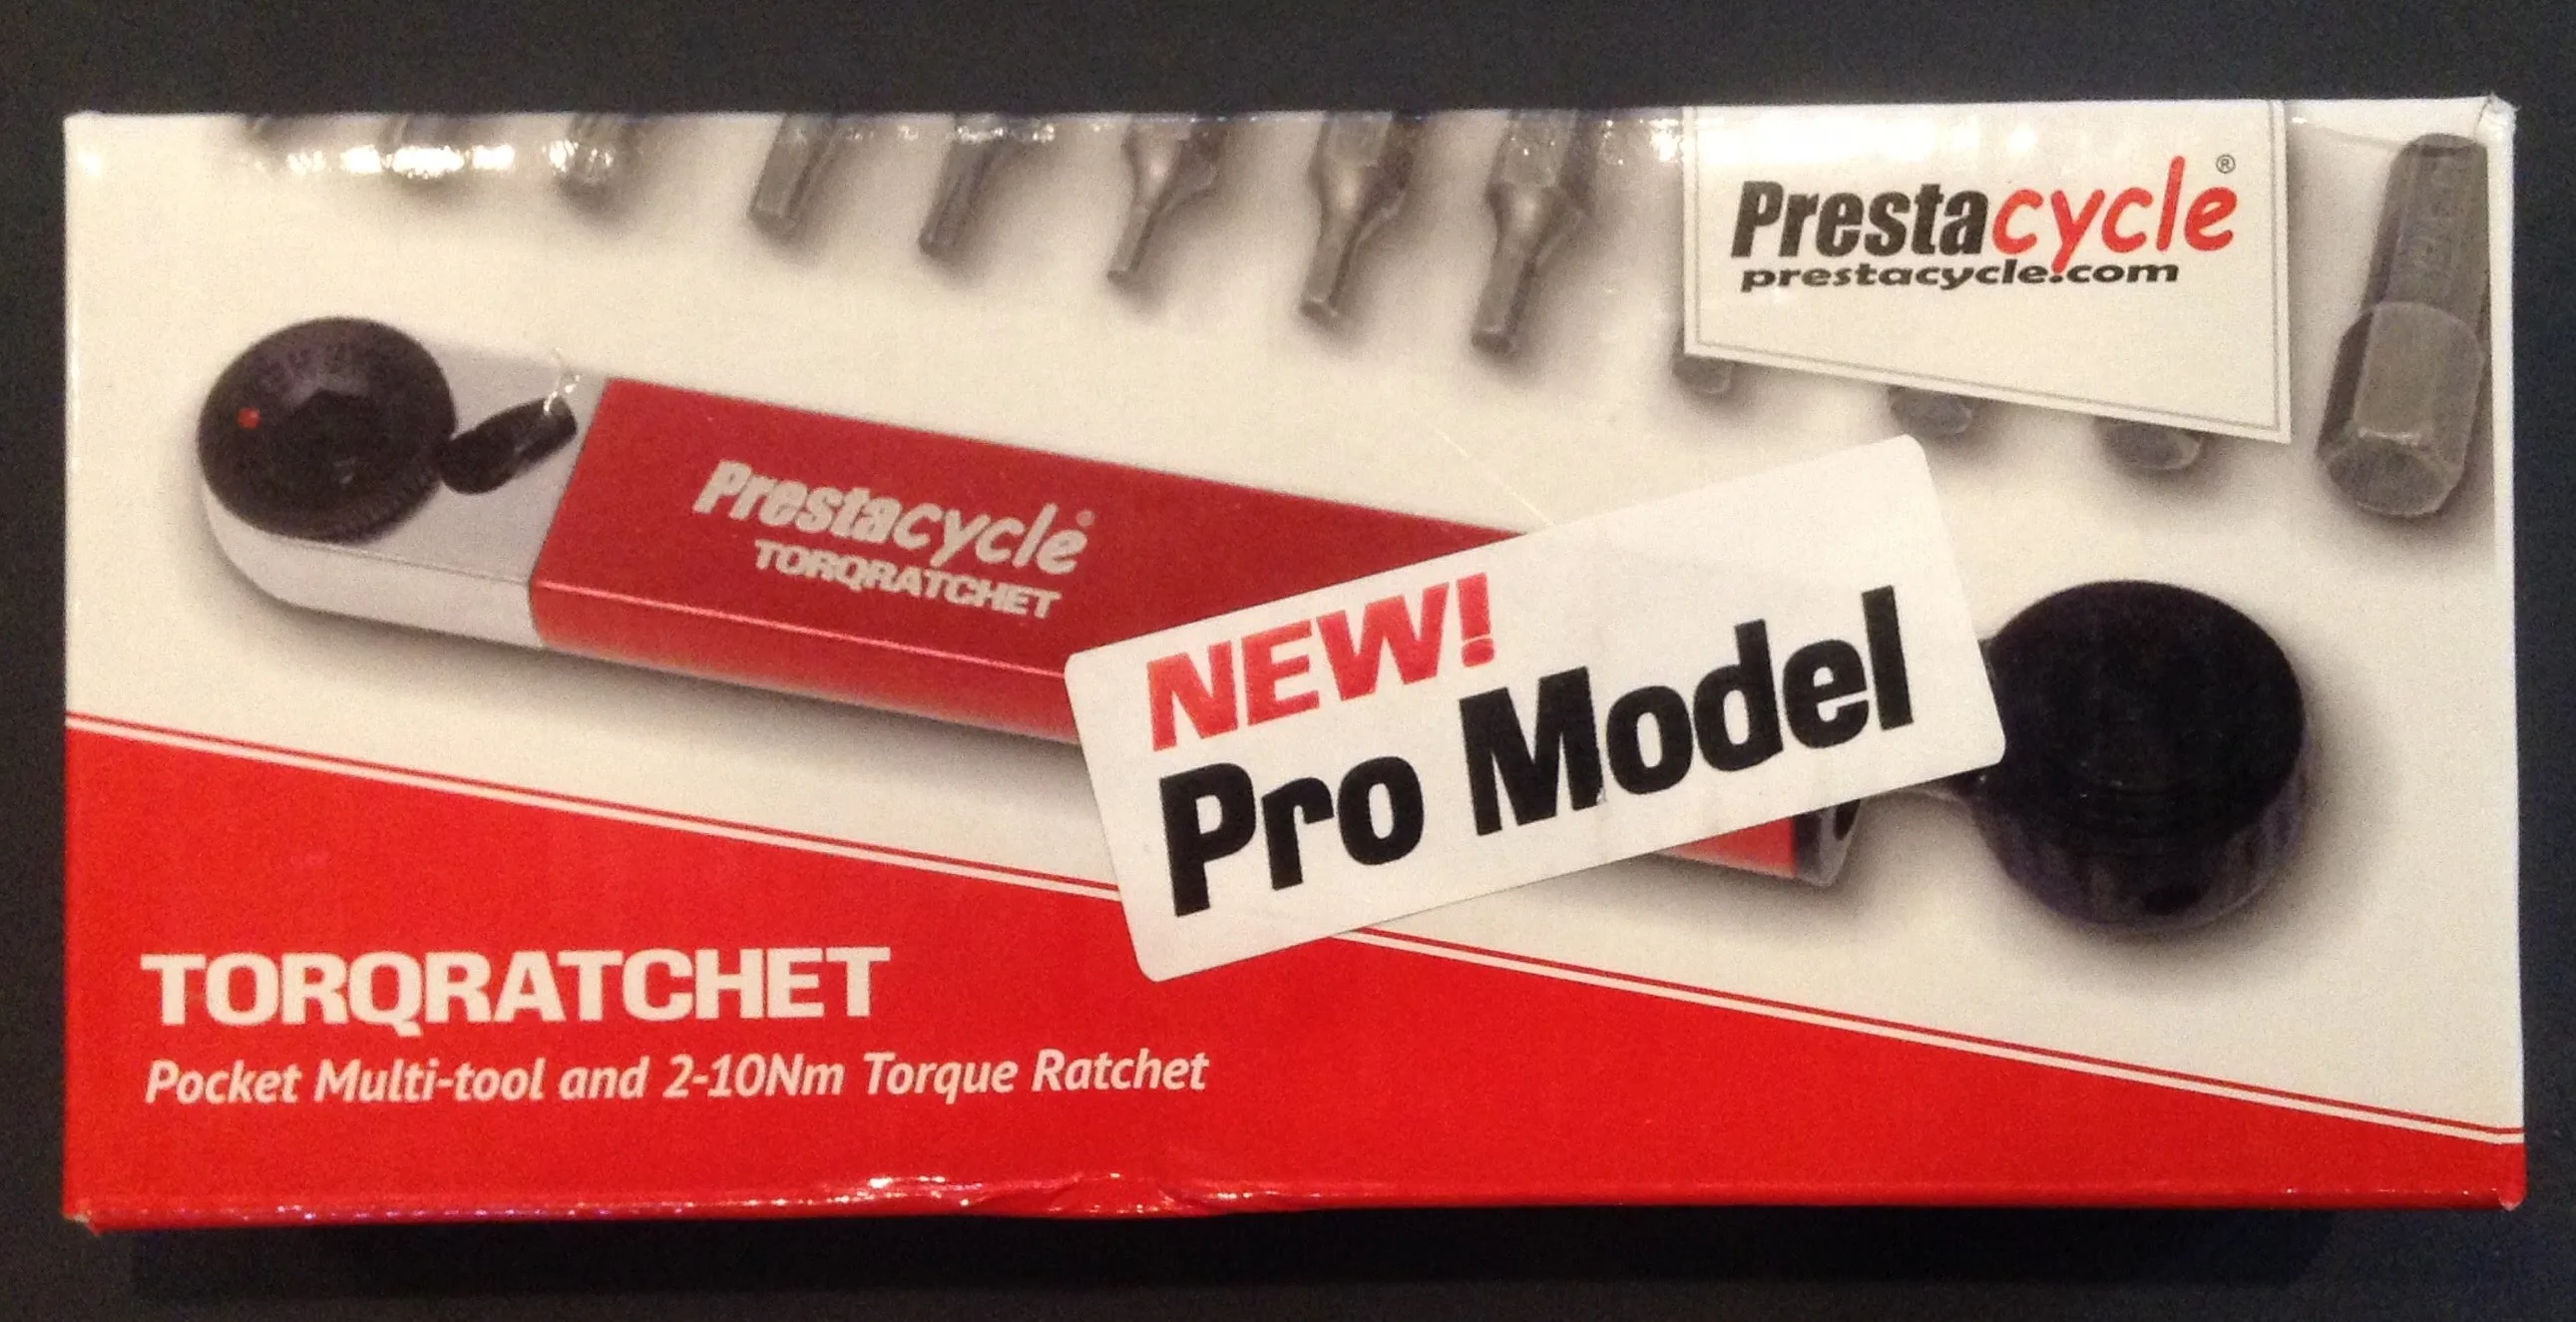 Prestacycle®
prestacycle.com
Prestacycle®
TORQRATCHET
NEW!
Pro Model
TORQRATCHET
Pocket Multi-tool and 2-10Nm Torque Ratchet